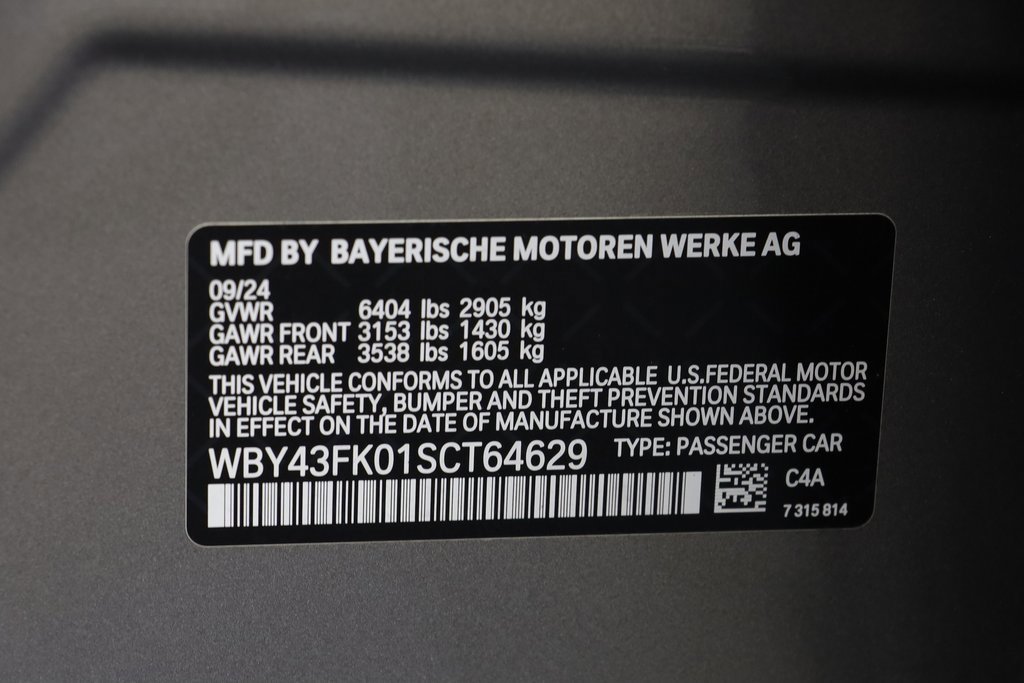 MFD BY BAYERISCHE MOTOREN WERKE AG
09/24
GVWR 6404 lbs 2905 kg
GAWR FRONT 3153 lbs 1430 kg
GAWR REAR 3538 lbs 1605 kg
THIS VEHICLE CONFORMS TO ALL APPLICABLE U.S.FEDERAL MOTOR
VEHICLE SAFETY, BUMPER AND THEFT PREVENTION STANDARDS
IN EFFECT ON THE DATE OF MANUFACTURE SHOWN ABOVE.
WBY43FK01SCT64629 TYPE: PASSENGER CAR
C4A
7 315 814